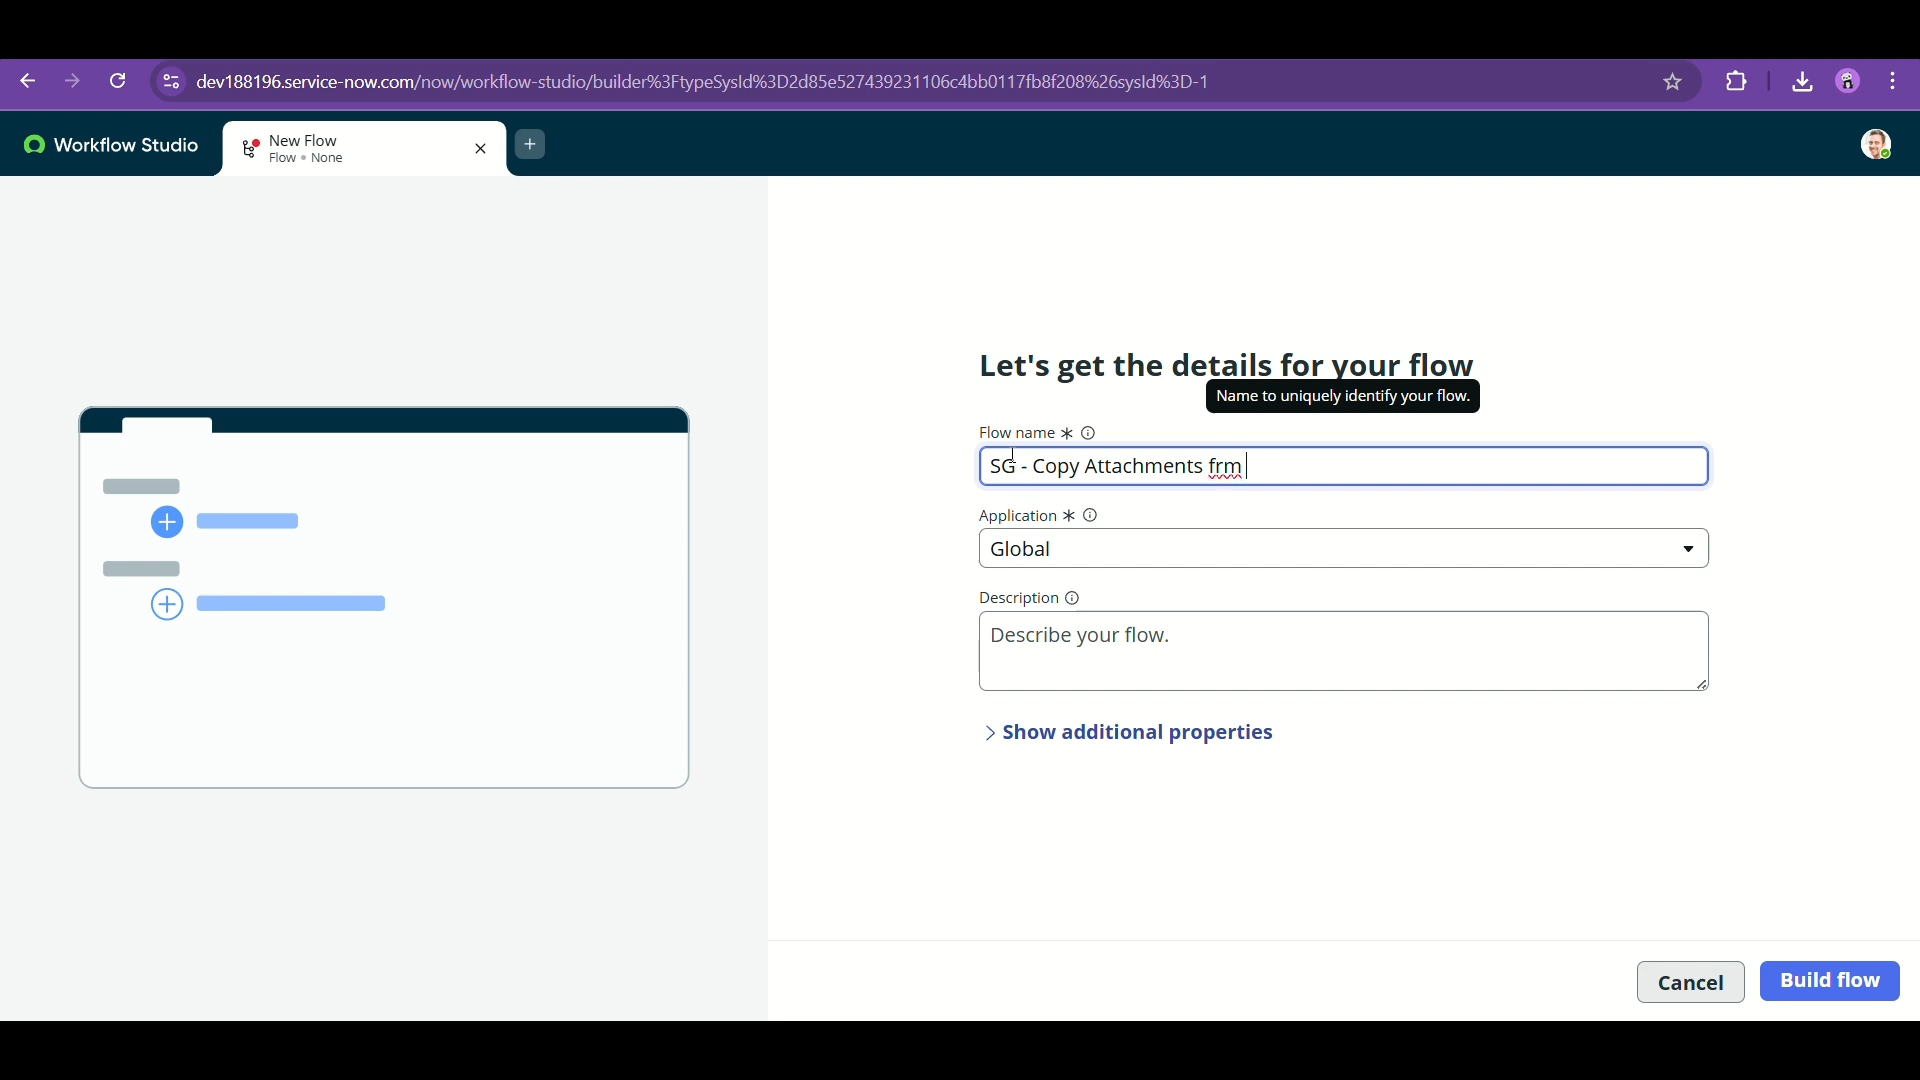 dev188196.service-now.com/now/workflow-studio/builder%3FtypeSysId%3D2d85e527439231106c4bb0117fb8f208%26sysId%3D-1
Workflow Studio
New Flow
Flow • None
Let's get the details for your flow
Name to uniquely identify your flow.
Flow name *
SG - Copy Attachments frm
Application *
Global
Description
Describe your flow.
Show additional properties
Cancel
Build flow